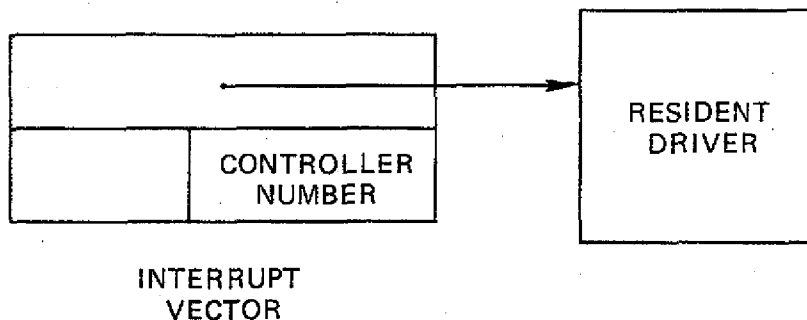 RESIDENT
DRIVER
CONTROLLER
NUMBER
INTERRUPT
VECTOR